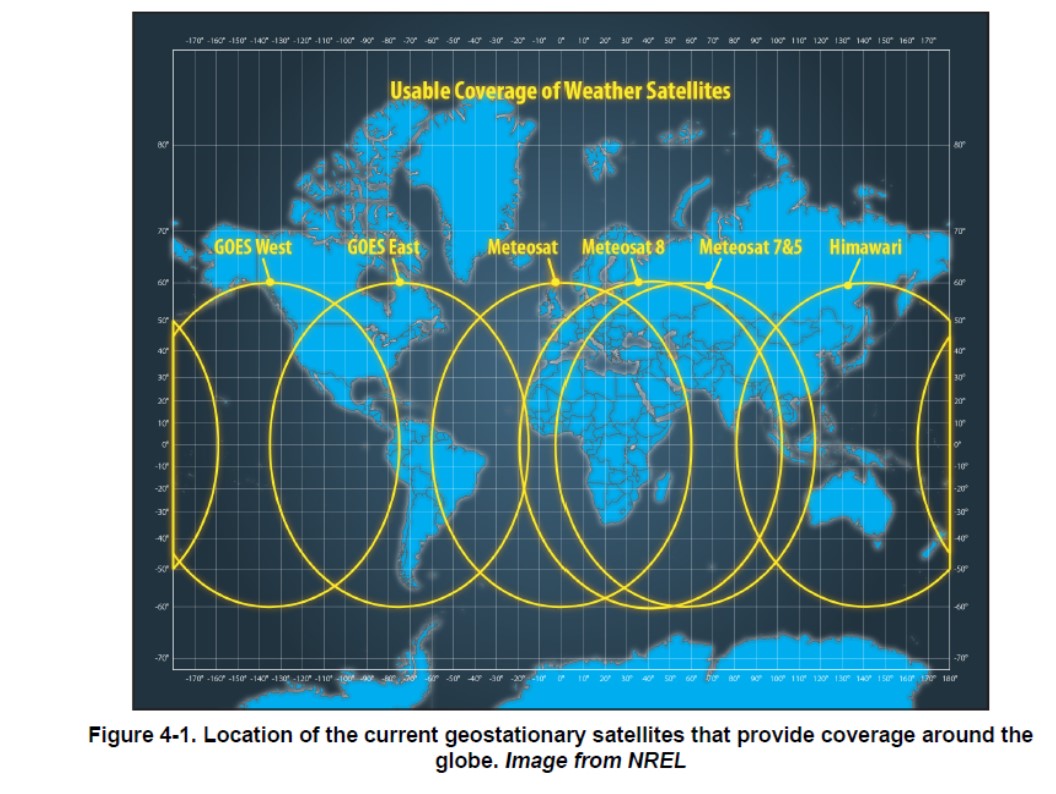 -170° -160° -150° -140° -130° -120° -110° -100° -90° -80° -70° -60° -50° -40° -30° -20° -10° 0° 10° 20° 30° 40° 50° 60° 70° 80° 90° 100° 110° 120° 130° 140° 150° 160° 170°
Usable Coverage of Weather Satellites
80° 80°
70° 70°
GOES West GOES East Meteosat Meteosat 8 Meteosat 7&5 Himawari
60° 60°
50° 50°
40° 40°
30° 30°
20° 20°
10° 10°
0° 0°
-10° -10°
-20° -20°
-30° -30°
-40° -40°
-50° -50°
-60° -60°
-70° -70°
-170° -160° -150° -140° -130° -120° -110° -100° -90° -80° -70° -60° -50° -40° -30° -20° -10° 0° 10° 20° 30° 40° 50° 60° 70° 80° 90° 100° 110° 120° 130° 140° 150° 160° 170° 180°
Figure 4-1. Location of the current geostationary satellites that provide coverage around the
globe. Image from NREL